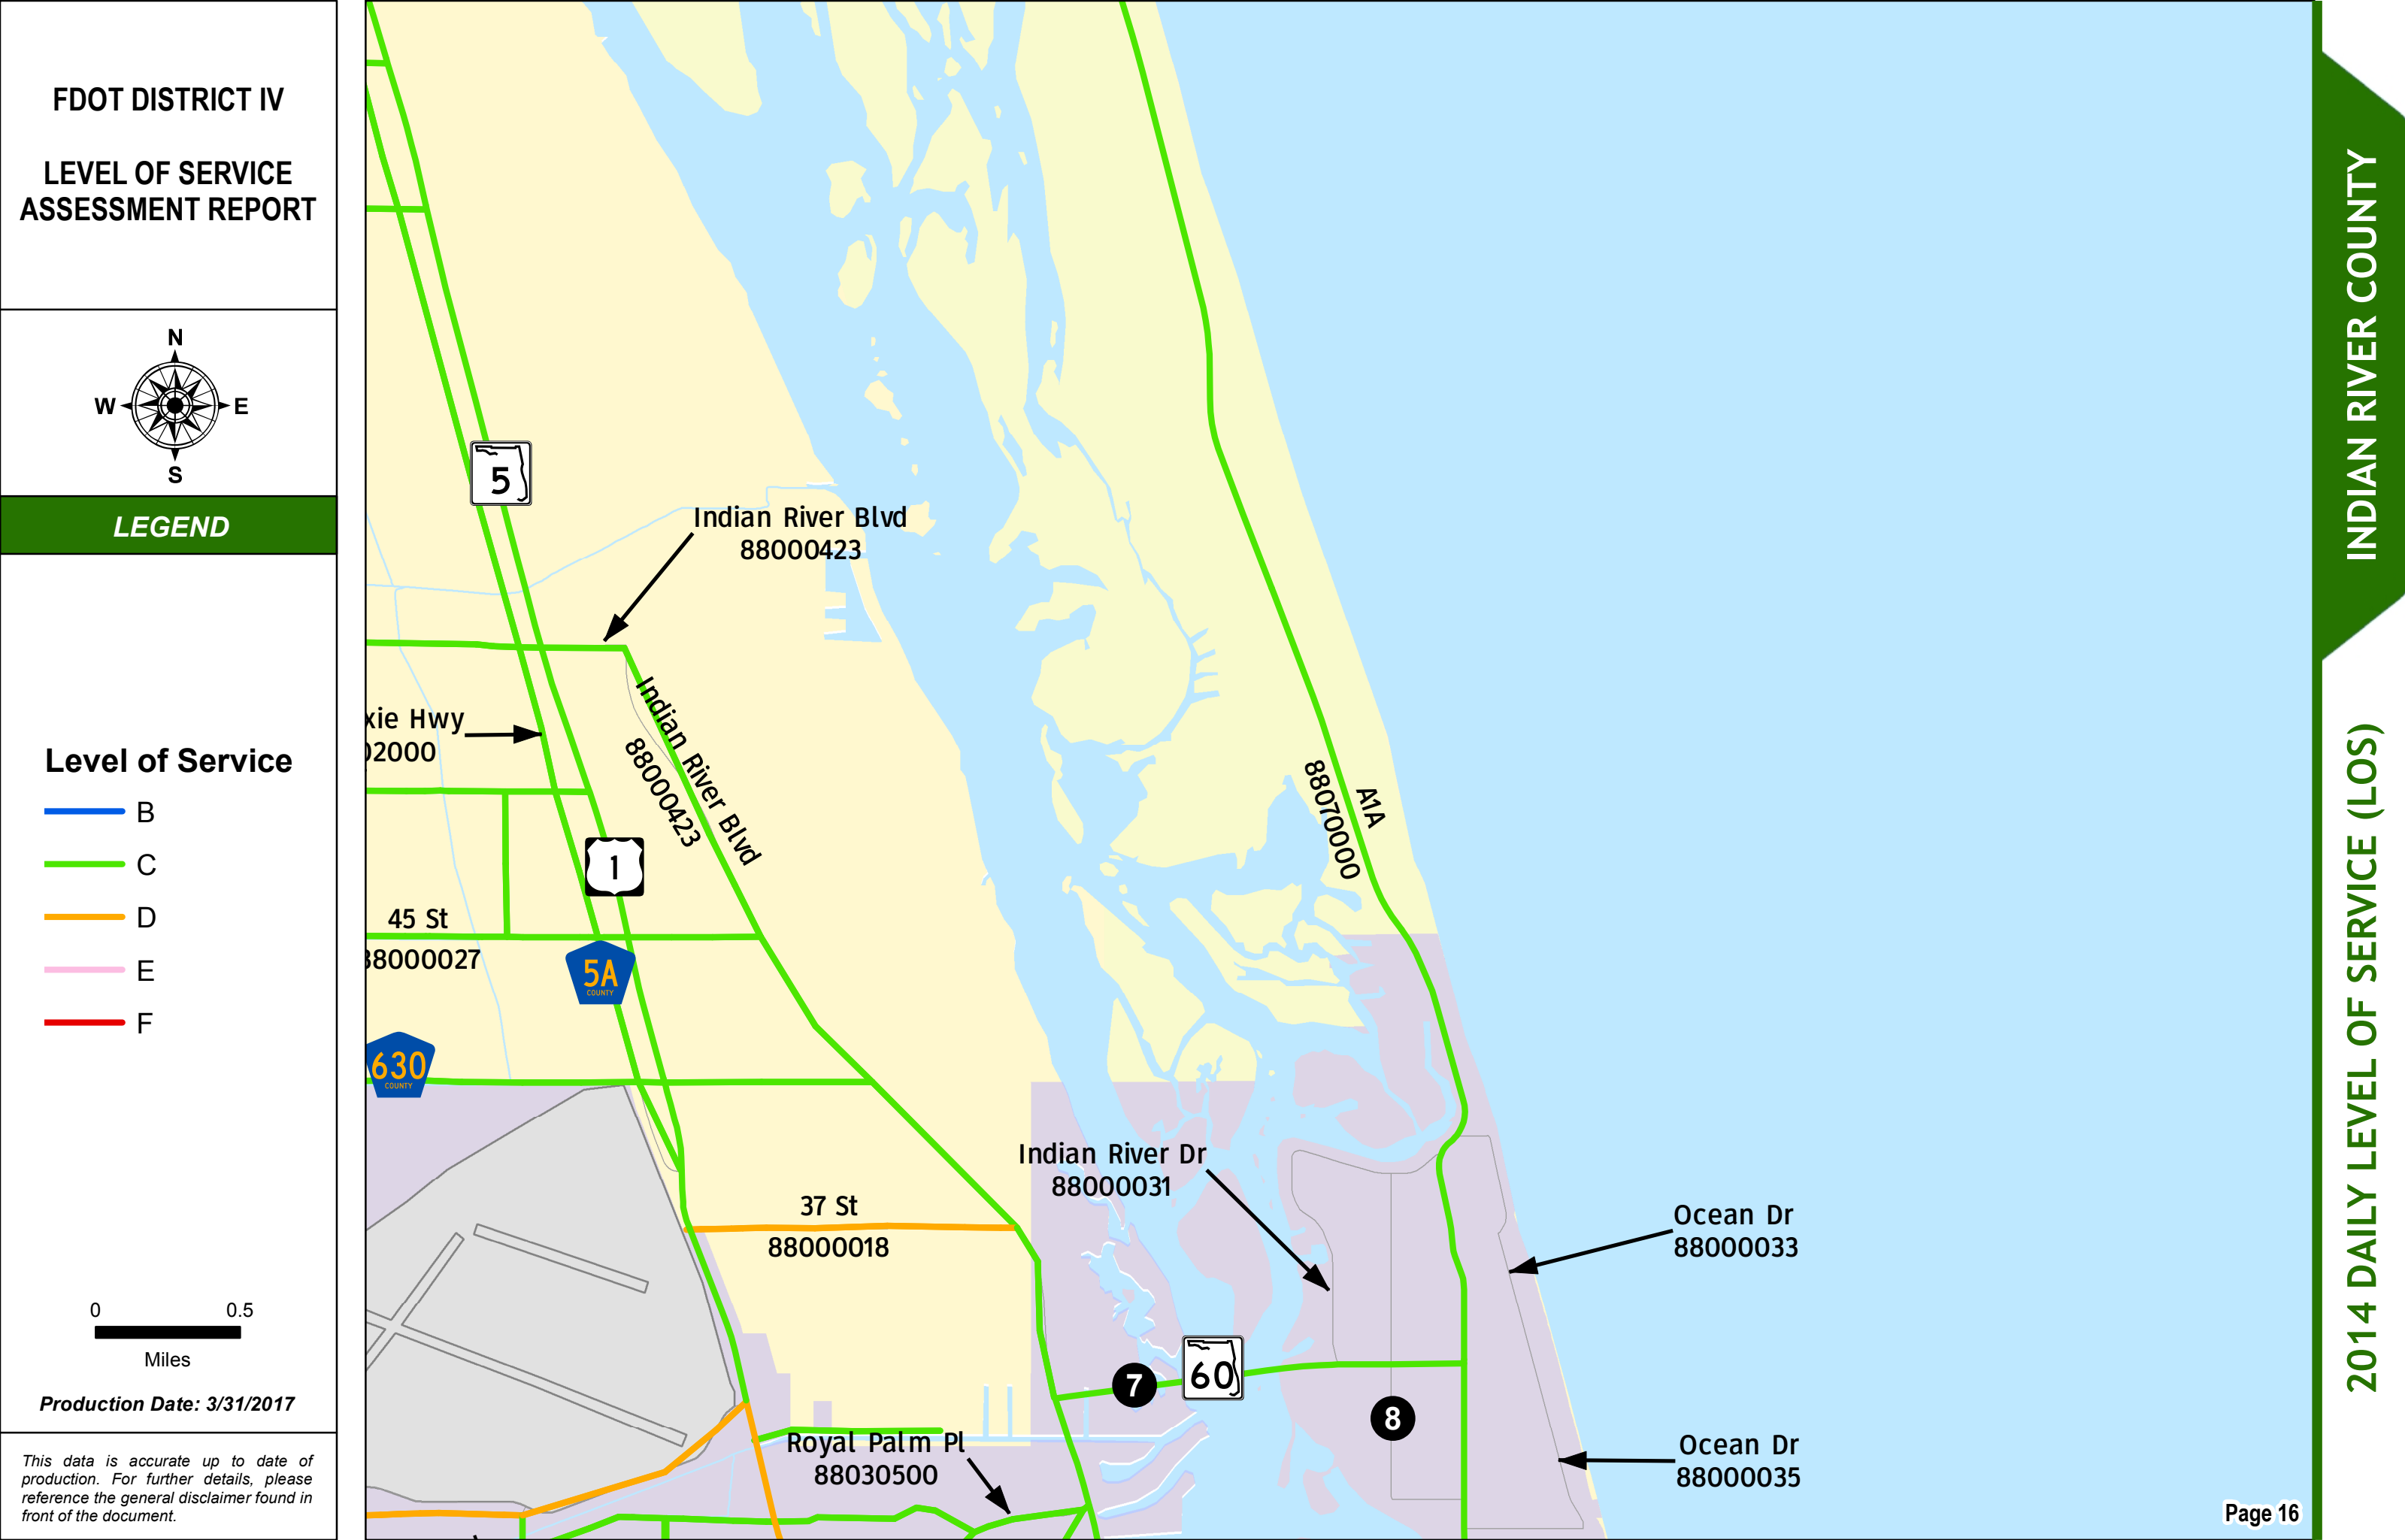 FDOT DISTRICT IV
LEVEL OF SERVICE
ASSESSMENT REPORT
N
W
E
S
LEGEND
Level of Service
B
C
D
E
F
0 0.5
Miles
Production Date: 3/31/2017
This data is accurate up to date of
production. For further details, please
reference the general disclaimer found in
front of the document.
5
Indian River Blvd
88000423
xie Hwy
02000
Indian River Blvd
88000423
1
A1A
88070000
45 St
88000027
5A
COUNTY
630
COUNTY
37 St
88000018
Indian River Dr
88000031
Ocean Dr
88000033
60
7
8
Royal Palm Pl
88030500
Ocean Dr
88000035
Page 16
INDIAN RIVER COUNTY
2014 DAILY LEVEL OF SERVICE (LOS)